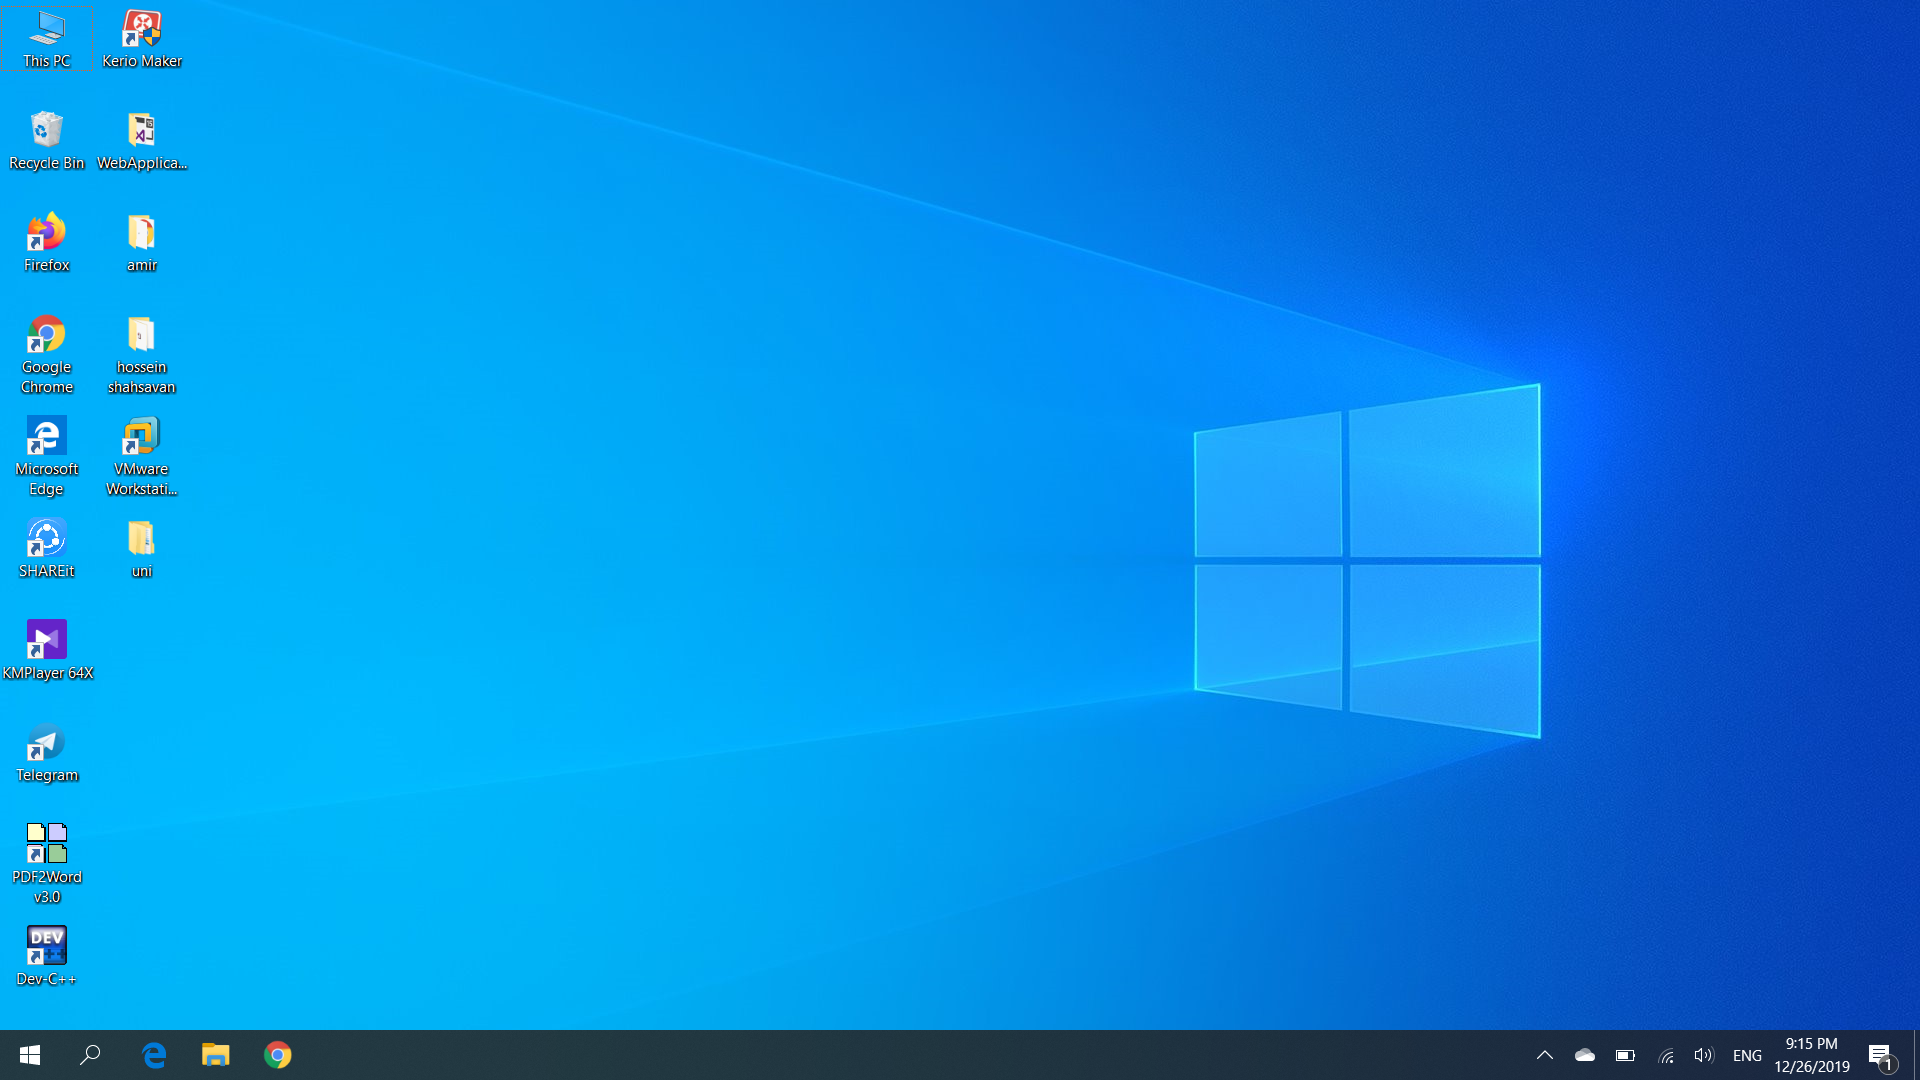 This PC
Kerio Maker
Recycle Bin
WebApplica...
Firefox
amir
Google
Chrome
hossein
shahsavan
Microsoft
Edge
VMware
Workstati...
SHAREit
uni
KMPlayer 64X
Telegram
PDF2Word
v3.0
DEV
Dev-C++
ENG
9:15 PM
12/26/2019
1